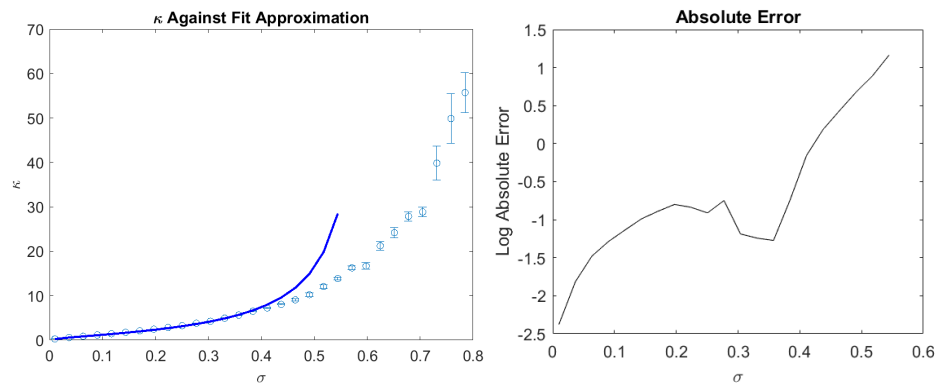 κ Against Fit Approximation
70
60
50
40
30
20
10
0
κ
0 0.1 0.2 0.3 0.4 0.5 0.6 0.7 0.8
σ
Absolute Error
1.5
1
0.5
0
-0.5
-1
-1.5
-2
-2.5
Log Absolute Error
0 0.1 0.2 0.3 0.4 0.5 0.6
σ